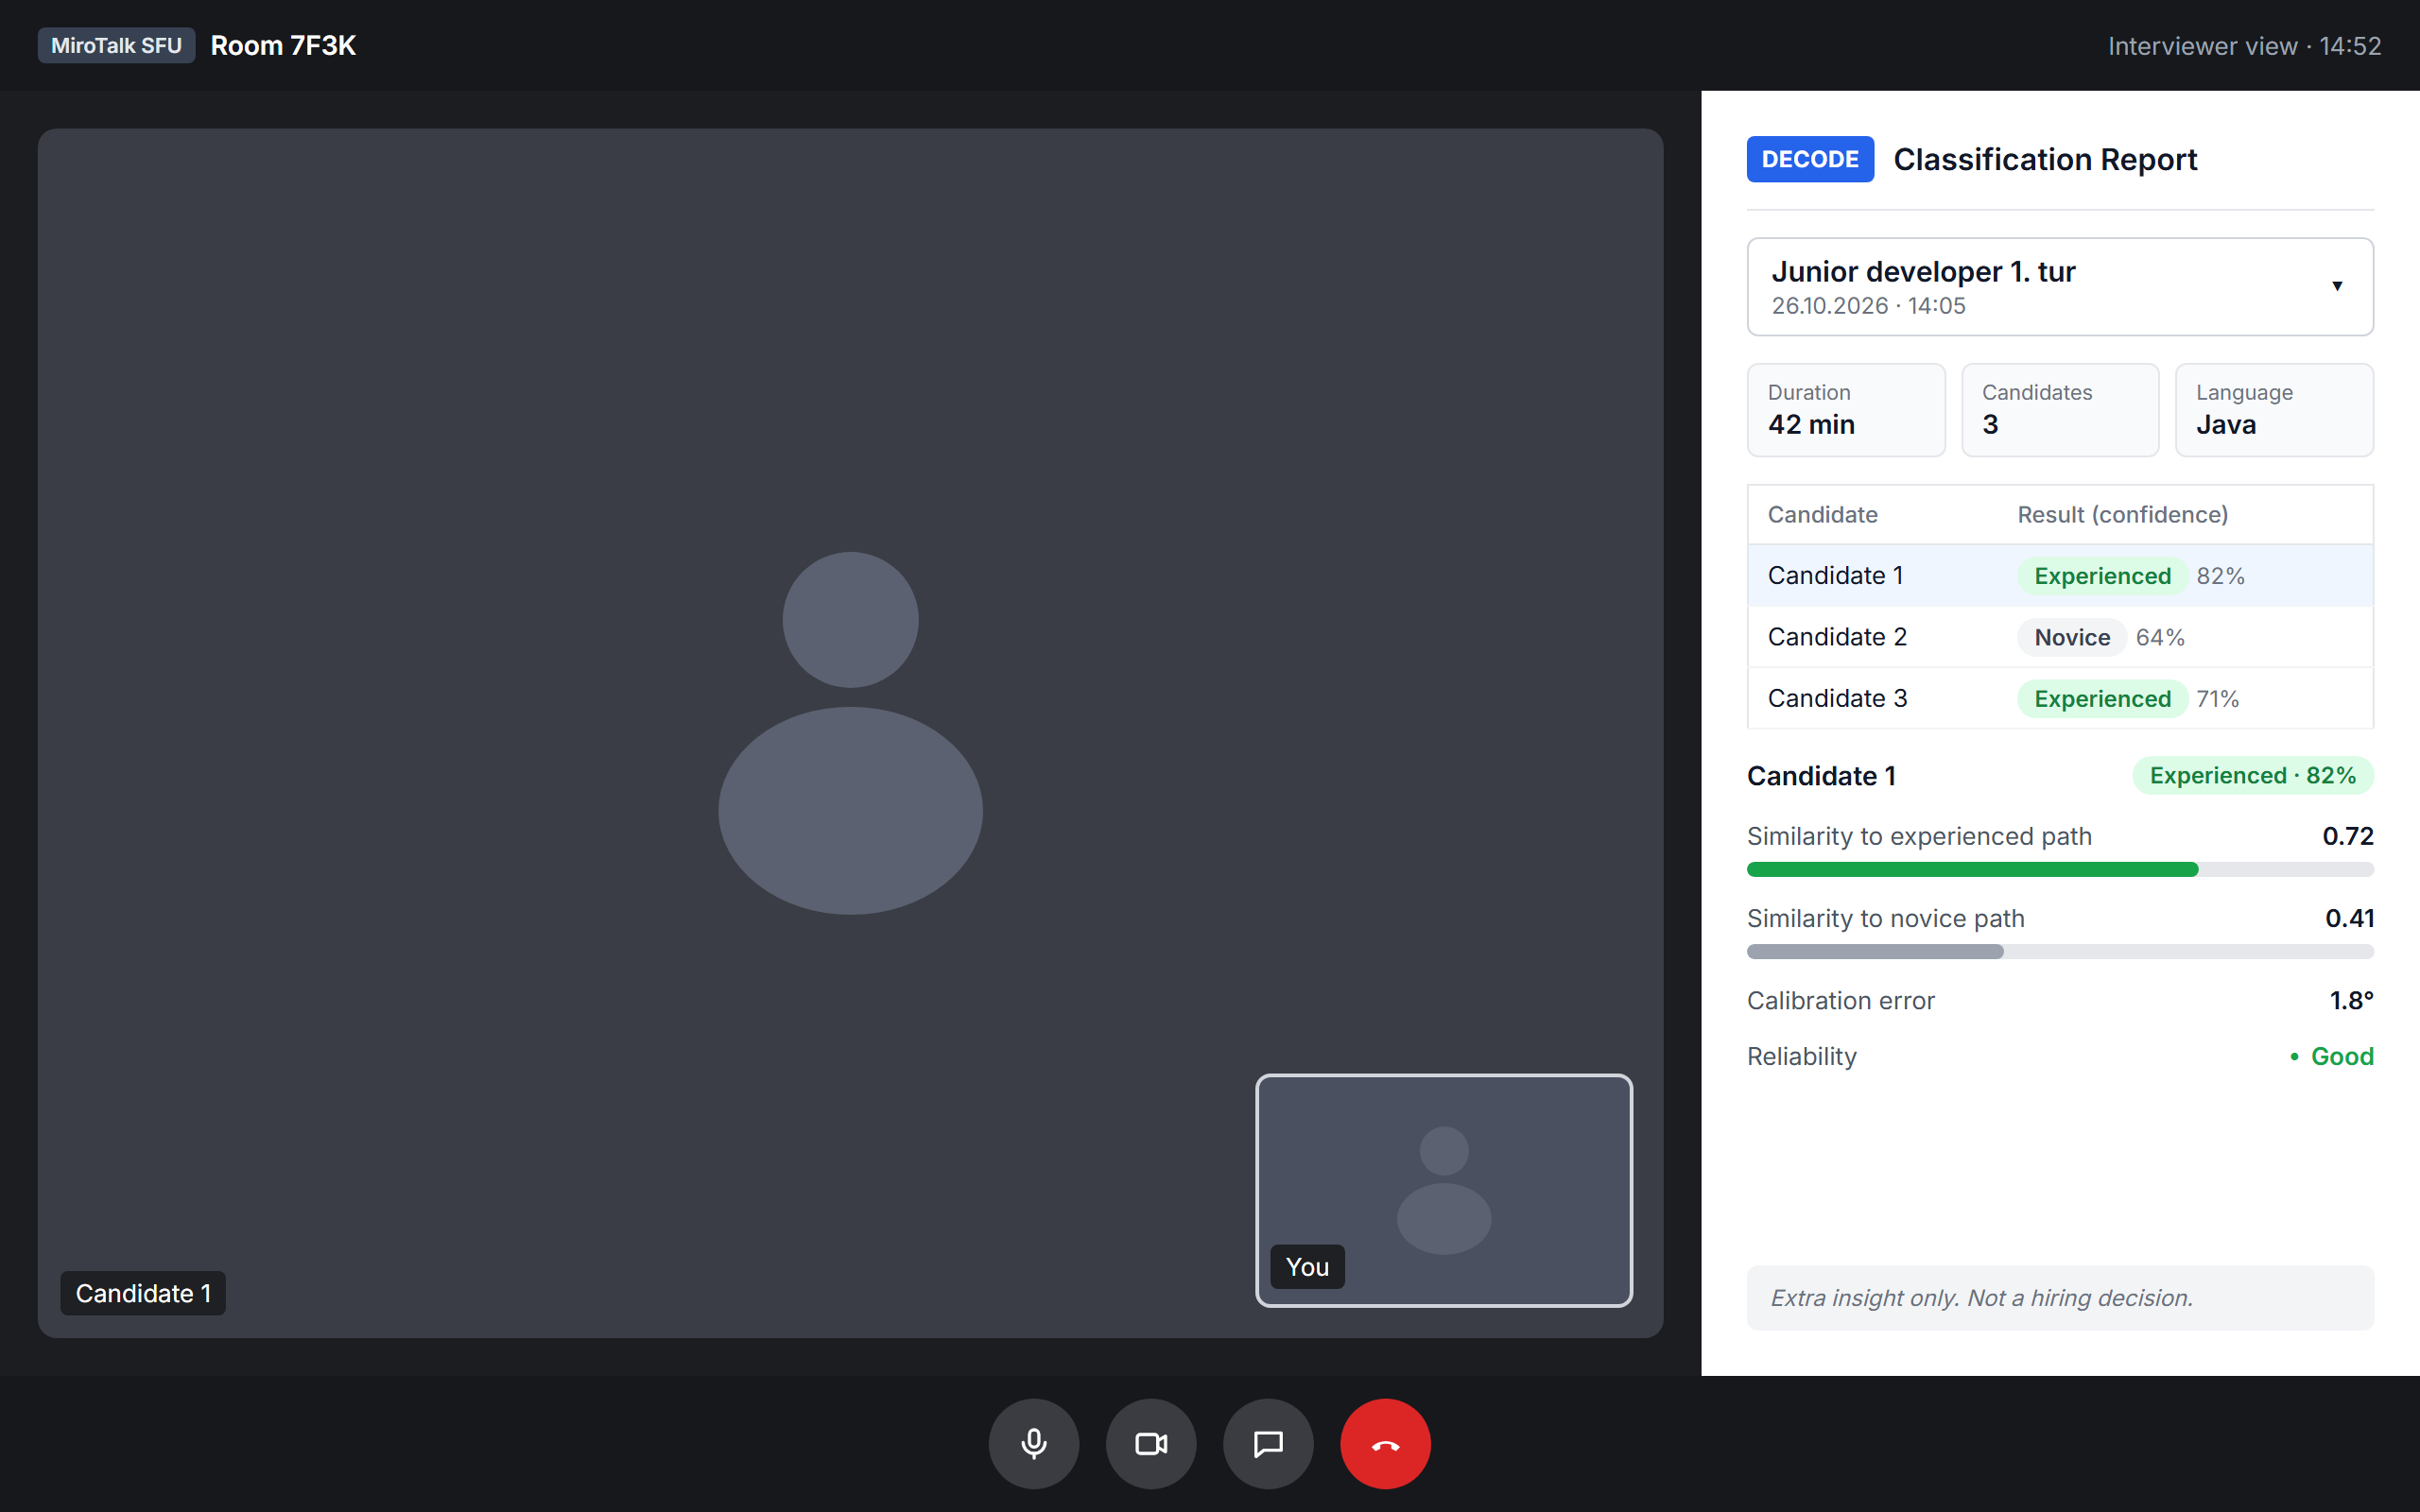 MiroTalk SFU Room 7F3K
Interviewer view · 14:52
Candidate 1
You
DECODE Classification Report
Junior developer 1. tur
26.10.2026 · 14:05
Duration
42 min
Candidates
3
Language
Java
Candidate Result (confidence)
Candidate 1 Experienced 82%
Candidate 2 Novice 64%
Candidate 3 Experienced 71%
Candidate 1 Experienced · 82%
Similarity to experienced path 0.72
Similarity to novice path 0.41
Calibration error 1.8°
Reliability • Good
Extra insight only. Not a hiring decision.